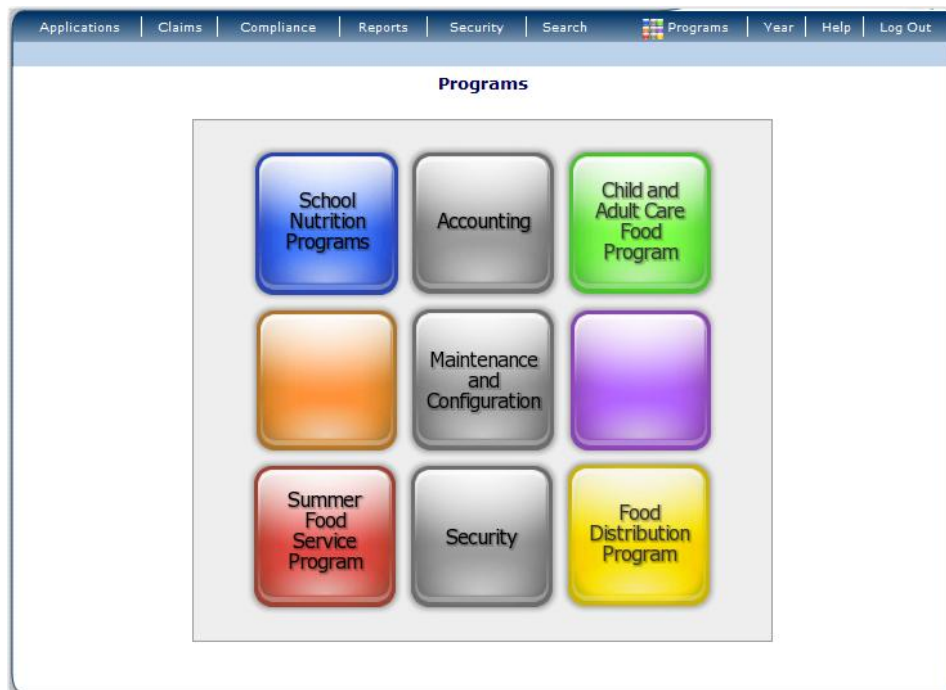 Applications Claims Compliance Reports Security Search Programs Year Help Log Out
Programs
School
Nutrition
Programs
Accounting
Child and
Adult Care
Food
Program
Maintenance
and
Configuration
Summer
Food
Service
Program
Security
Food
Distribution
Program